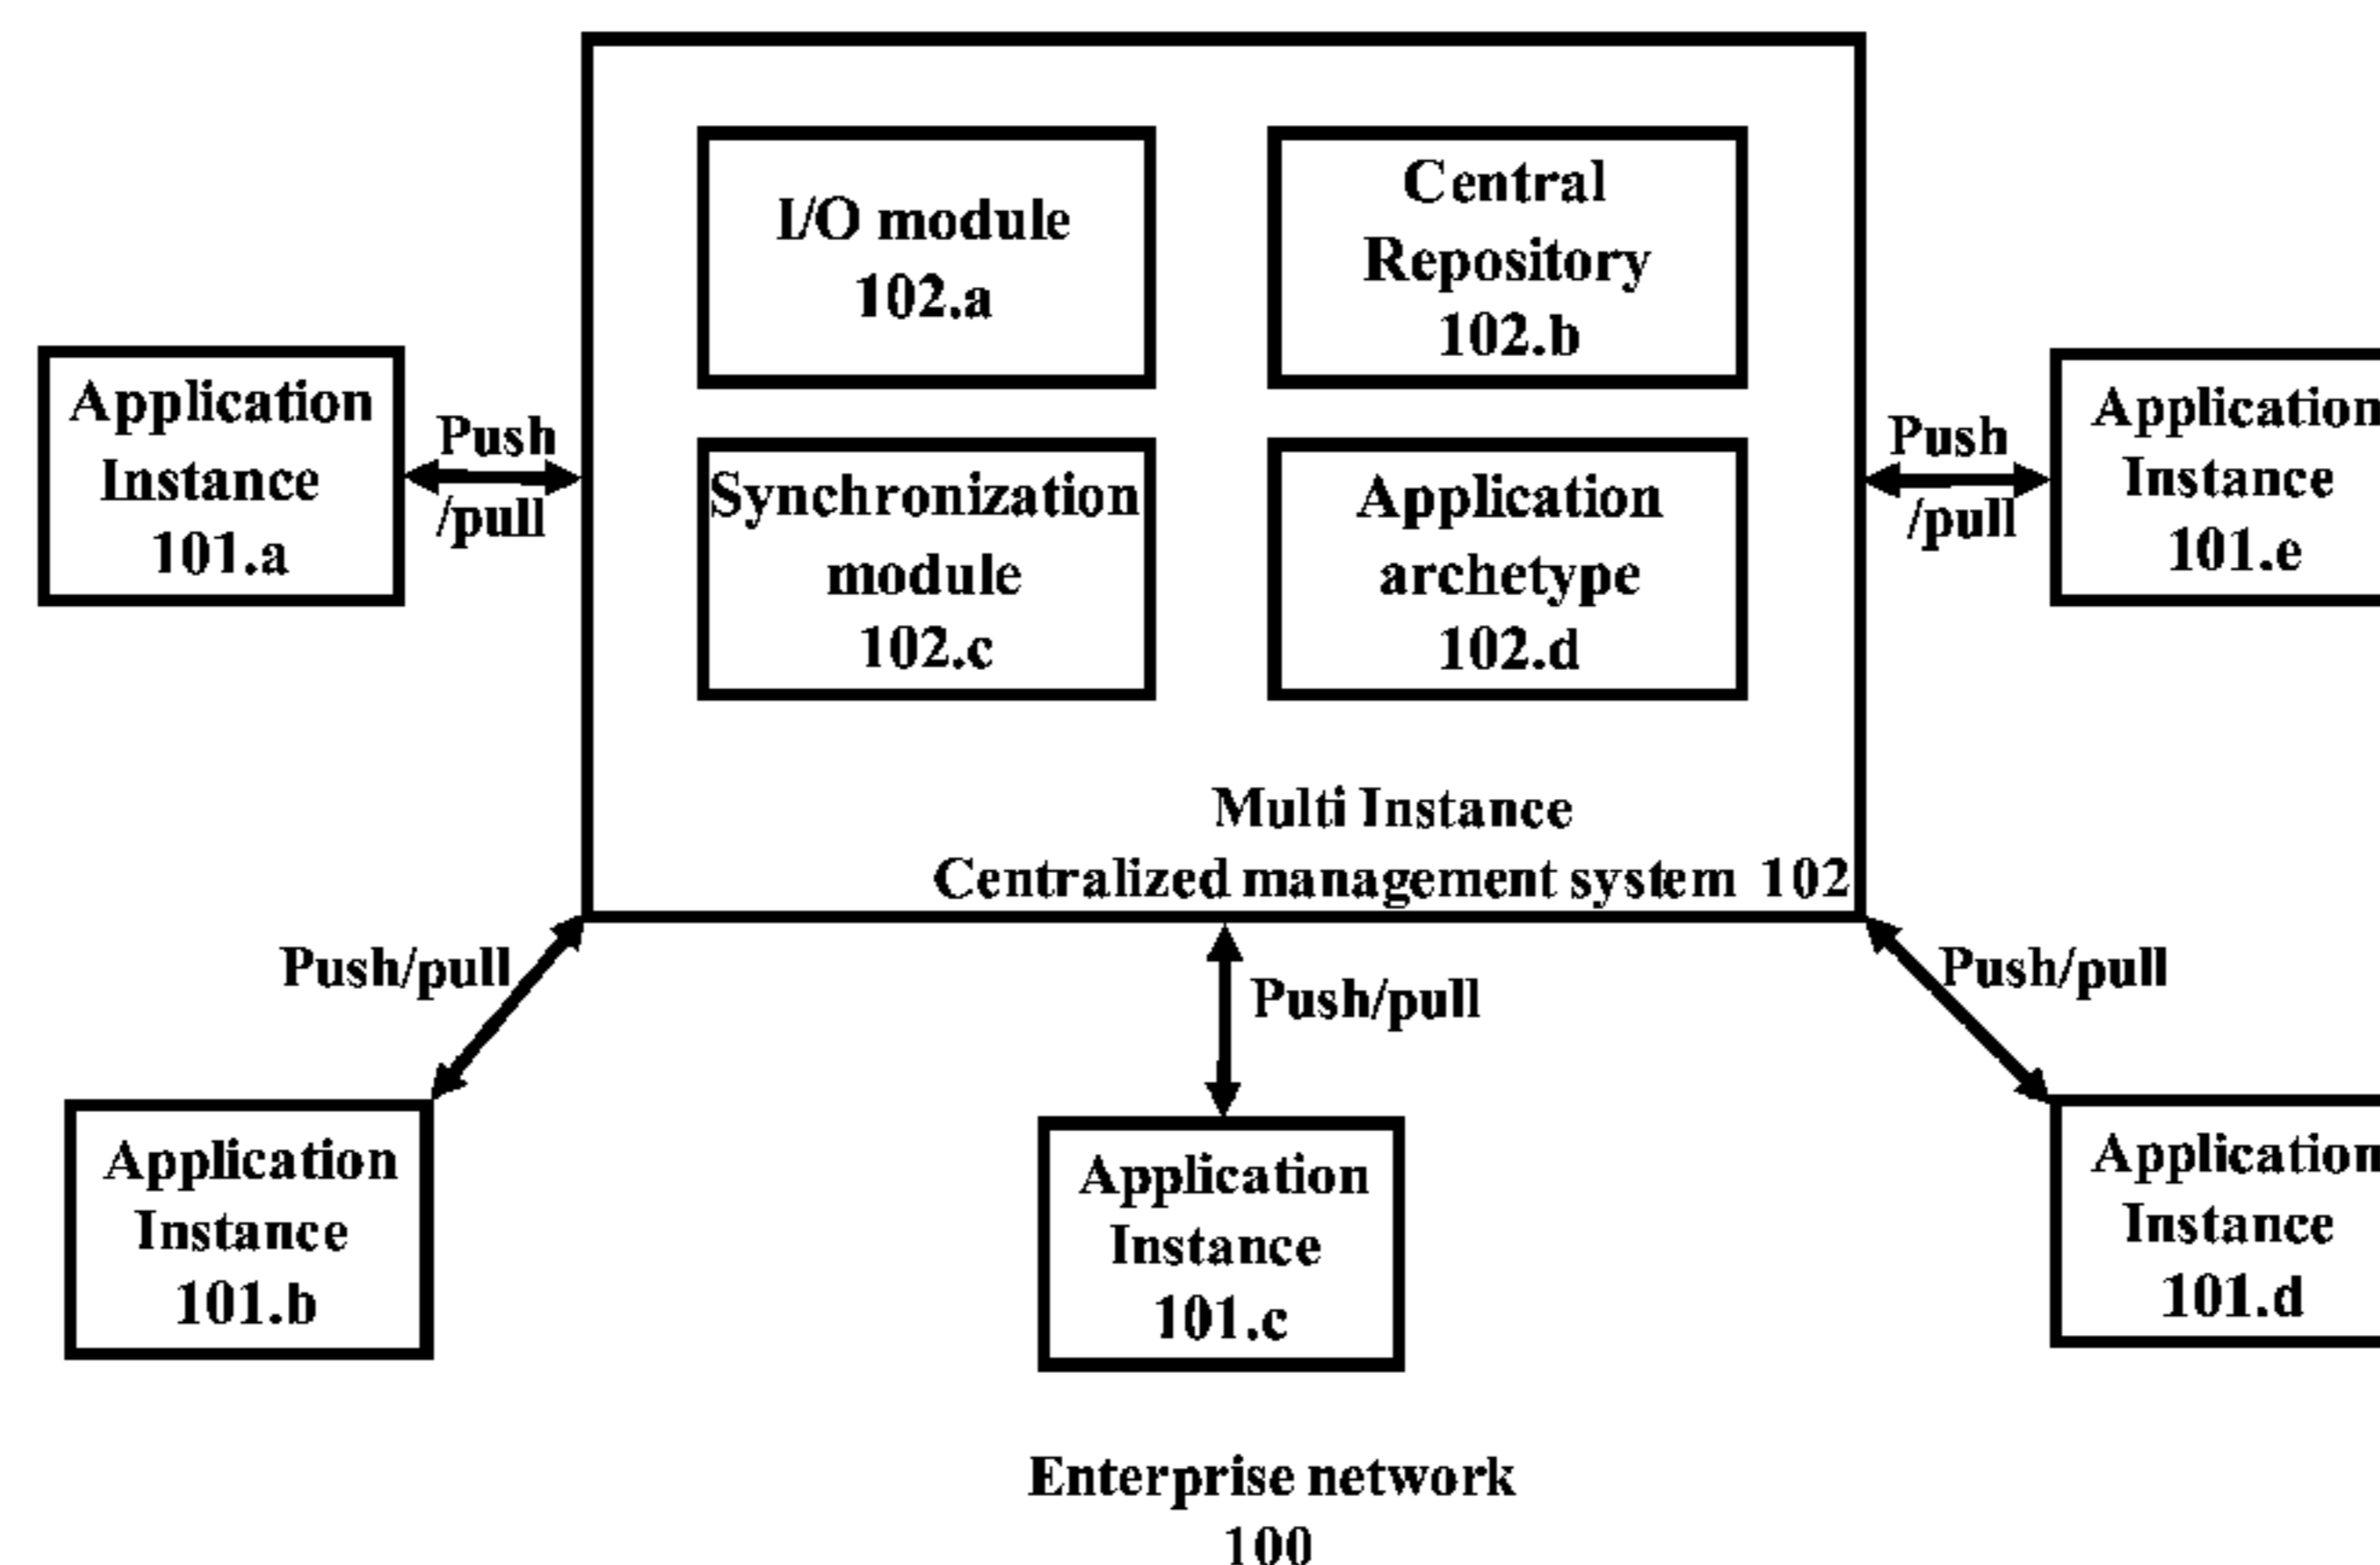 I/O module
102.a
Central
Repository
102.b
Application
Instance
101.a
Push
/pull
Synchronization
module
102.c
Application
archetype
102.d
Push
/pull
Application
Instance
101.e
Multi Instance
Centralized management system 102
Push/pull
Push/pull
Push/pull
Application
Instance
101.b
Application
Instance
101.c
Application
Instance
101.d
Enterprise network
100